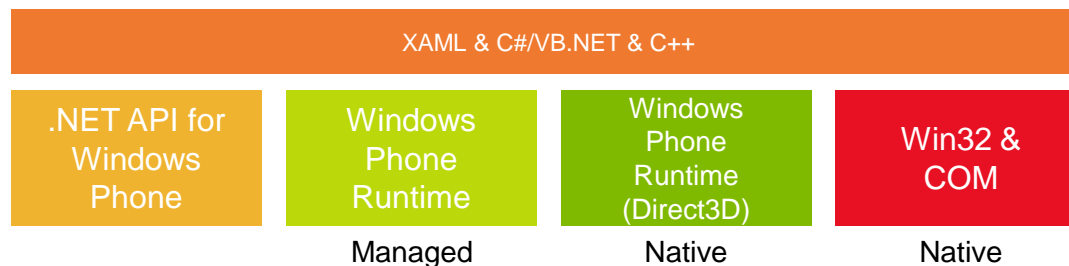 XAML & C#/VB.NET & C++
.NET API for
Windows
Phone
Windows
Phone
Runtime
Windows
Phone
Runtime
(Direct3D)
Win32 &
COM
Managed
Native
Native